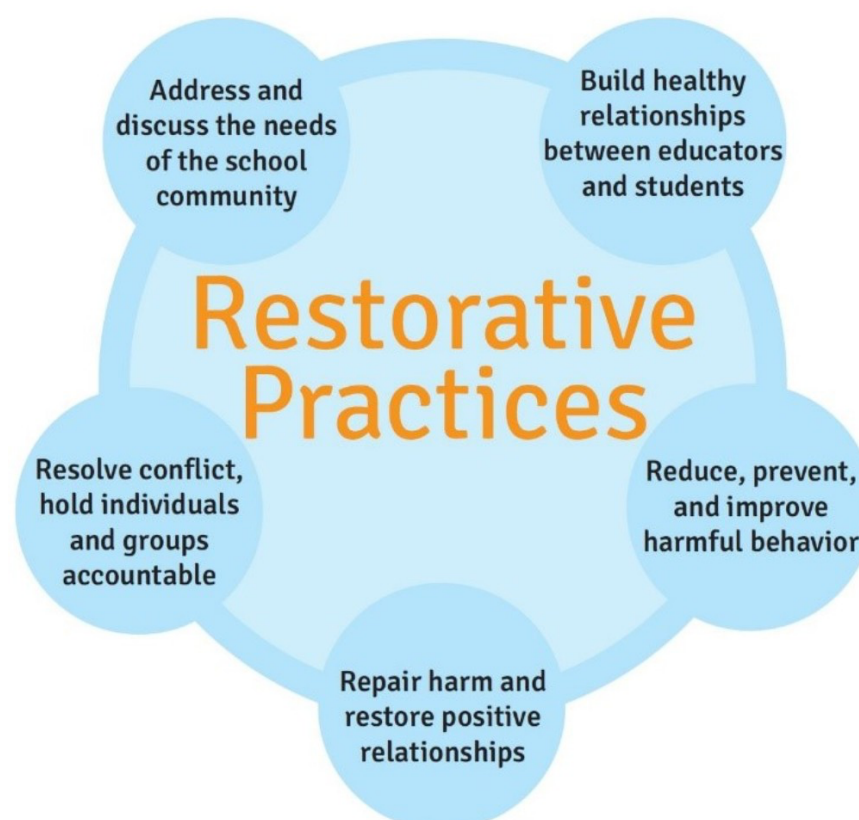 Address and
discuss the needs
of the school
community
Build healthy
relationships
between educators
and students
Restorative
Practices
Resolve conflict,
hold individuals
and groups
accountable
Reduce, prevent,
and improve
harmful behavior
Repair harm and
restore positive
relationships